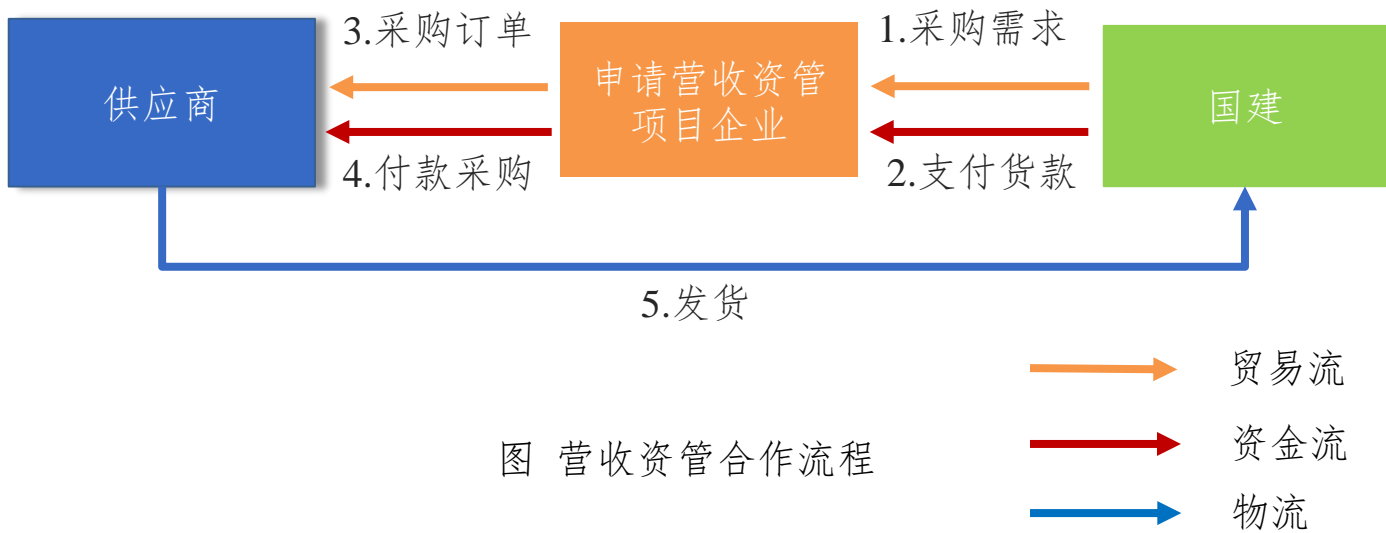 3.采购订单
1.采购需求
供应商
申请营收资管
项目企业
国建
4.付款采购
2.支付货款
5.发货
贸易流
图 营收资管合作流程
资金流
物流